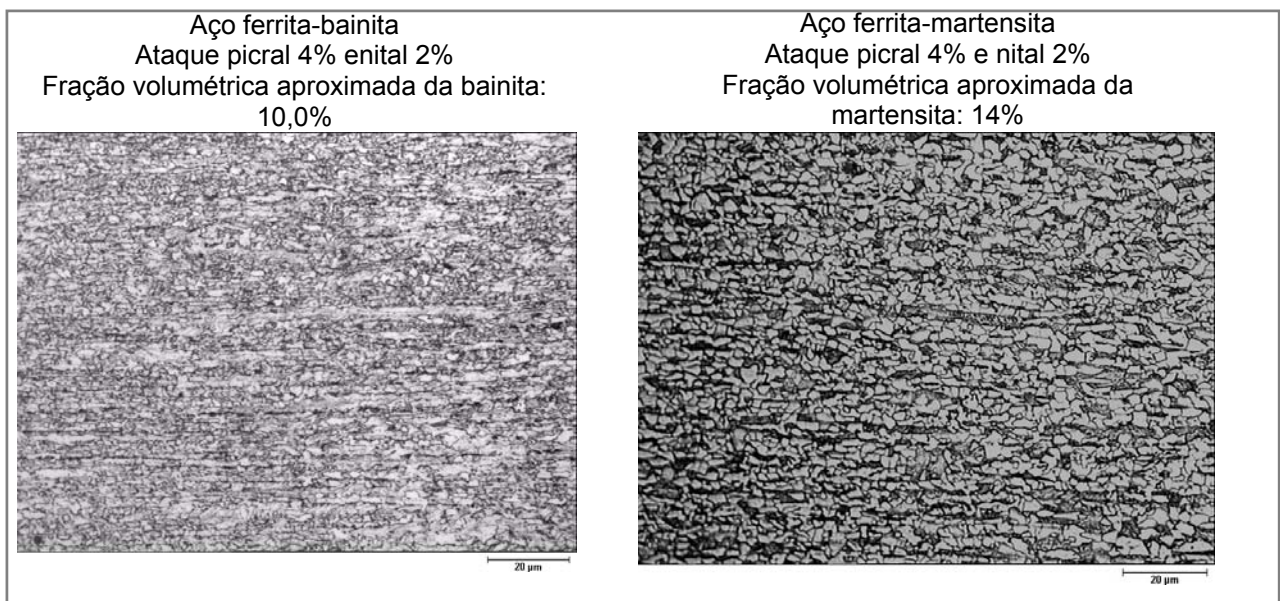 Aço ferrita-bainita
Ataque picral 4% enital 2%
Fração volumétrica aproximada da bainita:
10,0%
Aço ferrita-martensita
Ataque picral 4% e nital 2%
Fração volumétrica aproximada da
martensita: 14%
20 µm
20 µm